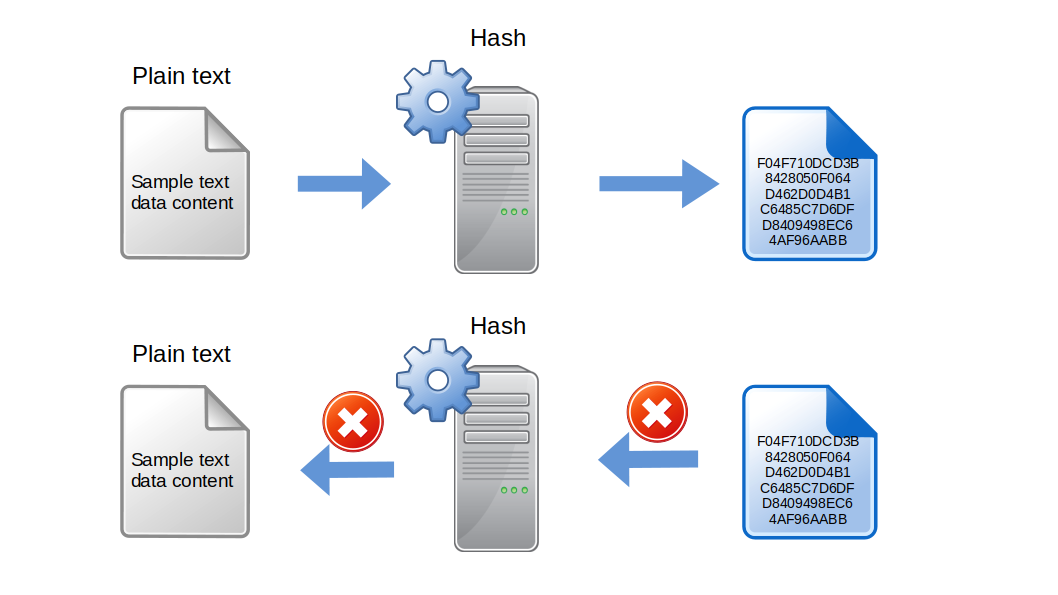 Hash
Plain text
Sample text
data content
F04F710DCD3B
8428050F064
D462D0D4B1
C6485C7D6DF
D8409498EC6
4AF96AABB
Hash
Plain text
Sample text
data content
F04F710DCD3B
8428050F064
D462D0D4B1
C6485C7D6DF
D8409498EC6
4AF96AABB